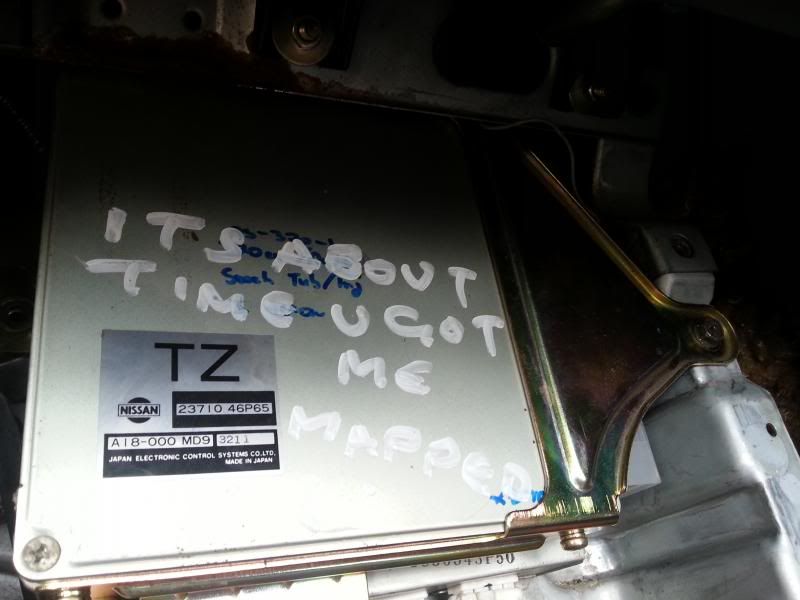 ITS ABOUT
TIME U GOT
ME
MAPPED
TZ
NISSAN
23710 46P65
A18-000 MD9 3211
JAPAN ELECTRONIC CONTROL SYSTEMS CO.,LTD.
MADE IN JAPAN